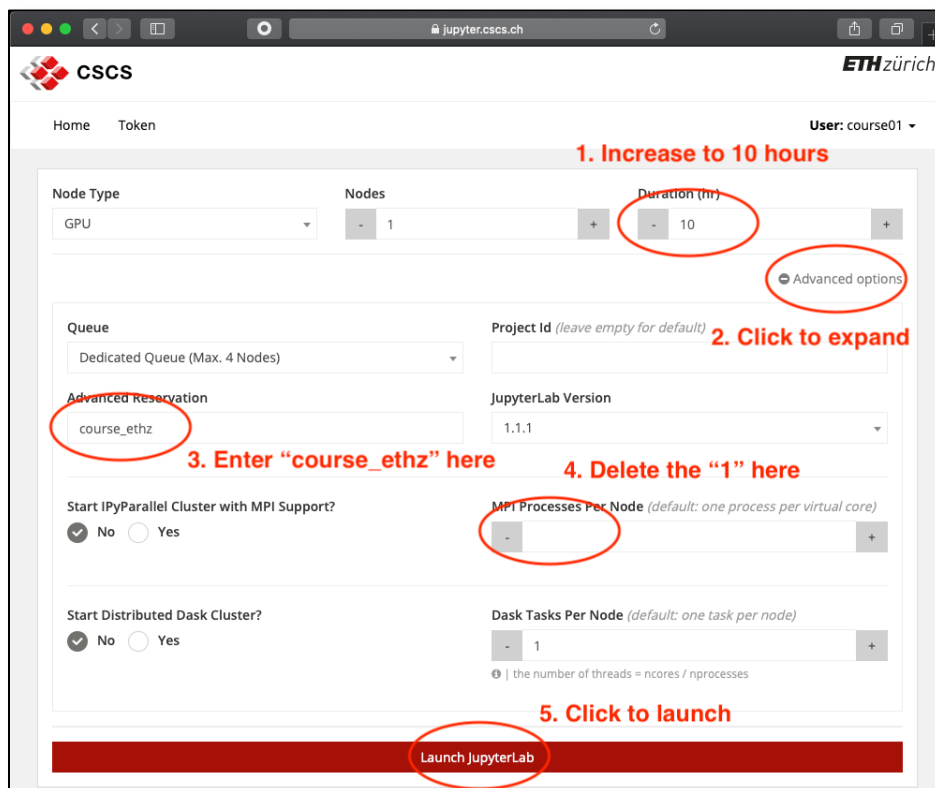 jupyter.cscs.ch
CSCS
ETH zürich
Home Token User: course01
1. Increase to 10 hours
Node Type Nodes Duration (hr)
GPU - 1 + - 10 +
Advanced options
2. Click to expand
Queue Project Id (leave empty for default)
Dedicated Queue (Max. 4 Nodes)
Advanced Reservation JupyterLab Version
course_ethz 1.1.1
3. Enter “course_ethz” here
4. Delete the “1” here
Start IPyParallel Cluster with MPI Support? MPI Processes Per Node (default: one process per virtual core)
No Yes - +
Start Distributed Dask Cluster? Dask Tasks Per Node (default: one task per node)
No Yes - 1 +
| the number of threads = ncores / nprocesses
5. Click to launch
Launch JupyterLab